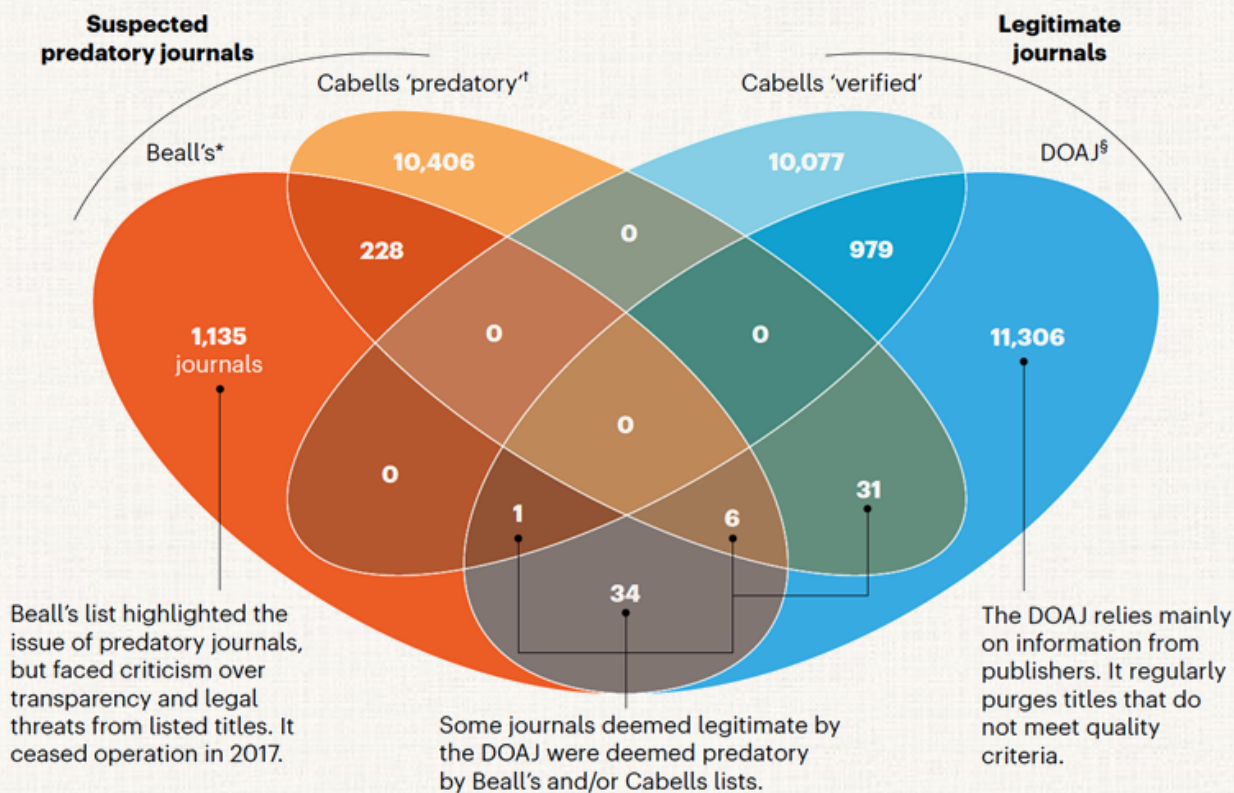 Suspected
predatory journals
Legitimate
journals
Cabells ‘predatory’†
Cabells ‘verified’
Beall’s*
DOAJ§
10,406
10,077
0
228
979
0
0
1,135
journals
11,306
0
0
31
1
6
34
Beall’s list highlighted the
issue of predatory journals,
but faced criticism over
transparency and legal
threats from listed titles. It
ceased operation in 2017.
Some journals deemed legitimate by
the DOAJ were deemed predatory
by Beall’s and/or Cabells lists.
The DOAJ relies mainly
on information from
publishers. It regularly
purges titles that do
not meet quality
criteria.